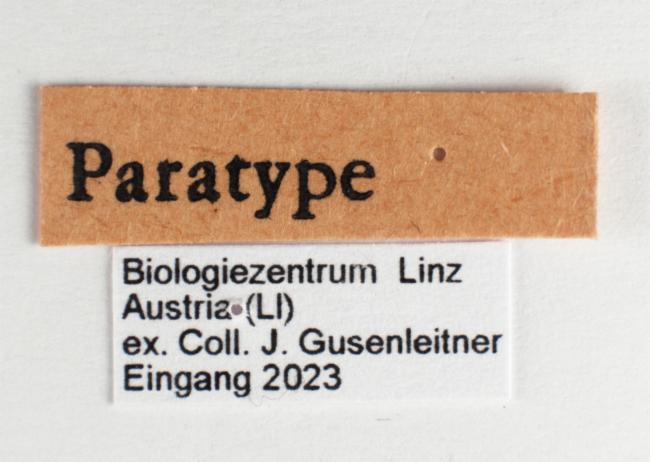 Paratype
Biologiezentrum Linz
Austria (LI)
ex. Coll. J. Gusenleitner
Eingang 2023